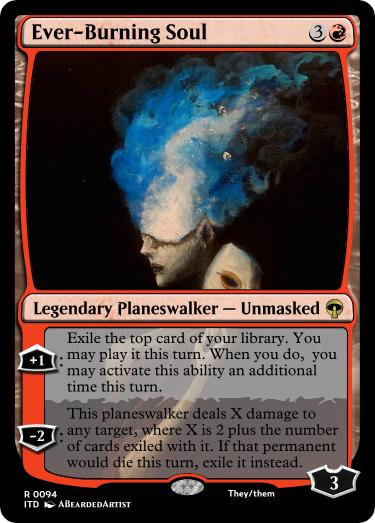 Ever-Burning Soul 3
Legendary Planeswalker — Unmasked
Exile the top card of your library. You
may play it this turn. When you do, you
+1: may activate this ability an additional
time this turn.
This planeswalker deals X damage to
-2: any target, where X is 2 plus the number
of cards exiled with it. If that permanent
would die this turn, exile it instead.
3
R 0094
ITD ABeardedArtist
They/them